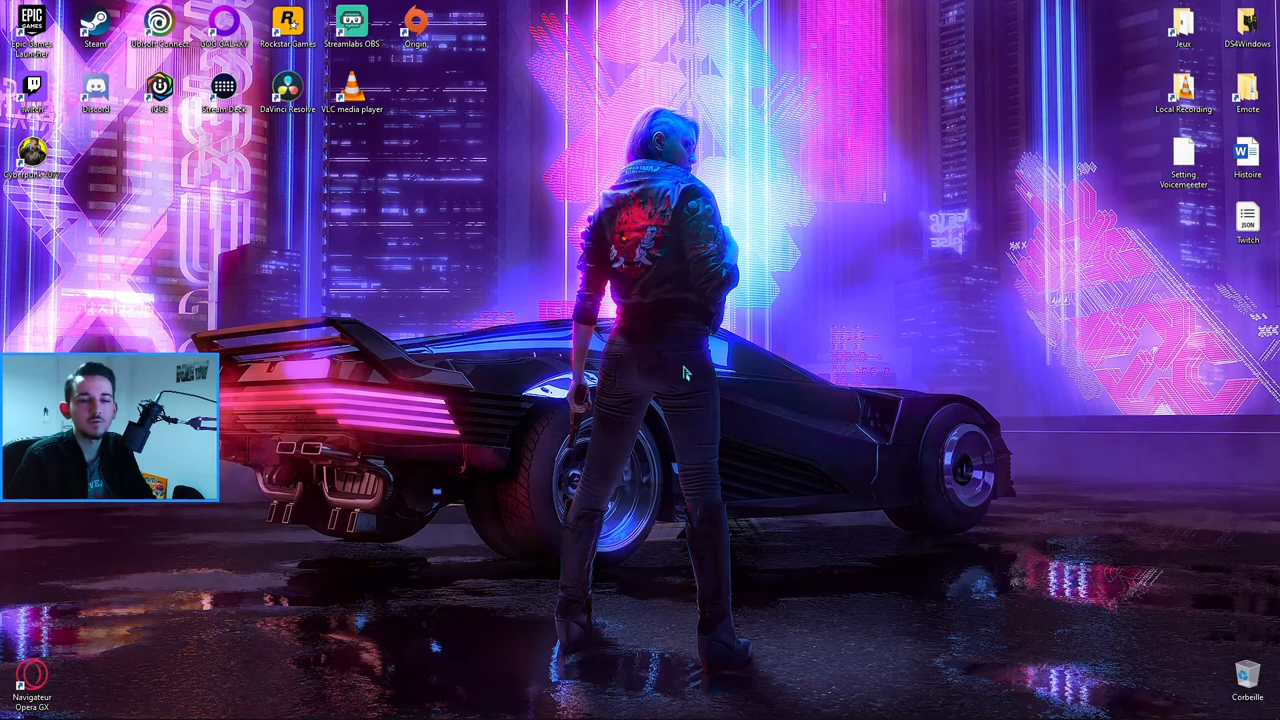 EPIC
GAMES
Epic Games
Launcher
Steam
Ubisoft Connect
GOG GALAXY
Rockstar Games
Streamlabs OBS
Origin
Twitch
Discord
iCUE
Stream Deck
DaVinci Resolve
VLC media player
Jeux
DS4Windows
Local Recording
Emote
Setting
Voicemeeter
Histoire
JSON
Twitch
NEW
Navigateur
Opera GX
Corbeille